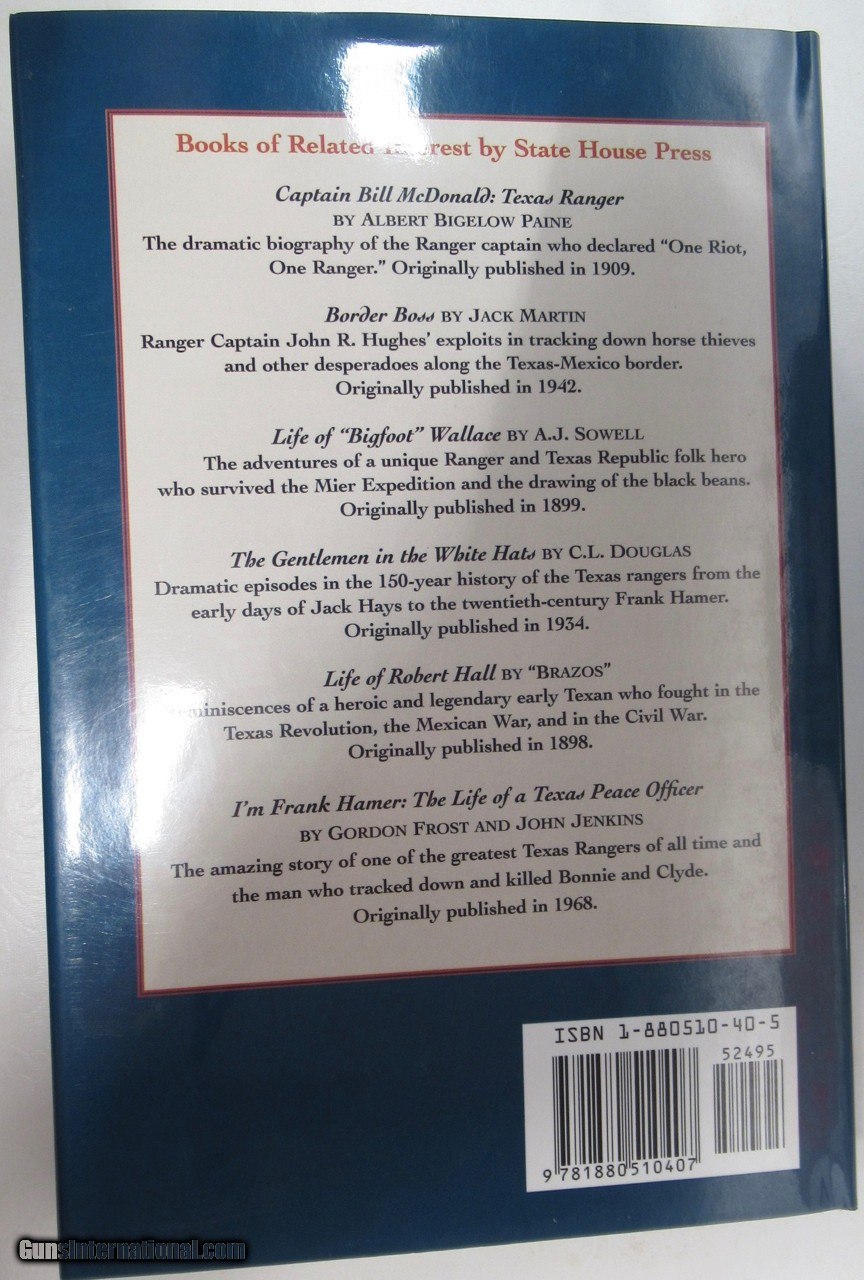 Books of Related Interest by State House Press
Captain Bill McDonald: Texas Ranger
BY ALBERT BIGELOW PAINE
The dramatic biography of the Ranger captain who declared “One Riot,
One Ranger.” Originally published in 1909.
Border Boss BY JACK MARTIN
Ranger Captain John R. Hughes’ exploits in tracking down horse thieves
and other desperadoes along the Texas-Mexico border.
Originally published in 1942.
Life of “Bigfoot” Wallace BY A.J. SOWELL
The adventures of a unique Ranger and Texas Republic folk hero
who survived the Mier Expedition and the drawing of the black beans.
Originally published in 1899.
The Gentlemen in the White Hats BY C.L. DOUGLAS
Dramatic episodes in the 150-year history of the Texas rangers from the
early days of Jack Hays to the twentieth-century Frank Hamer.
Originally published in 1934.
Life of Robert Hall BY “BRAZOS”
Reminiscences of a heroic and legendary early Texan who fought in the
Texas Revolution, the Mexican War, and in the Civil War.
Originally published in 1898.
I’m Frank Hamer: The Life of a Texas Peace Officer
BY GORDON FROST AND JOHN JENKINS
The amazing story of one of the greatest Texas Rangers of all time and
the man who tracked down and killed Bonnie and Clyde.
Originally published in 1968.
ISBN 1-880510-40-5
52495
9 781880 510407
GunsInternational.com